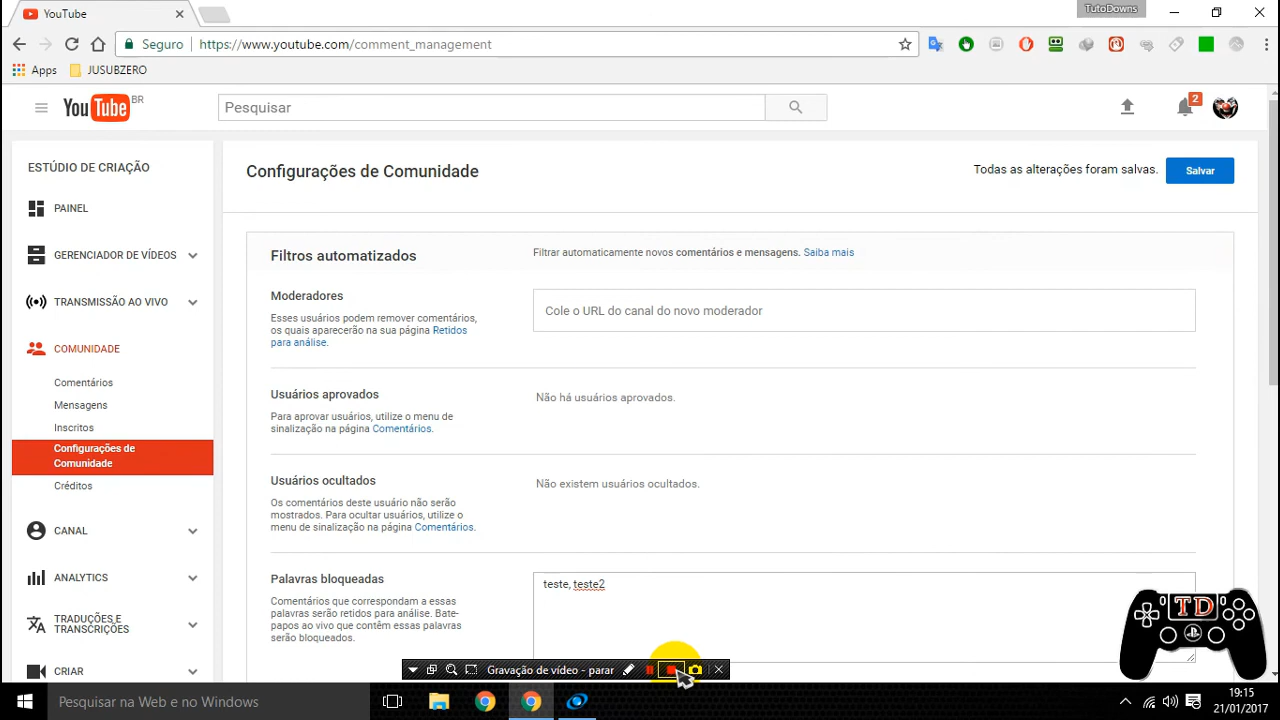 YouTube
TutoDowns
Seguro
https://www.youtube.com/comment_management
Apps
JUSUBZERO
YouTube BR
Pesquisar
2
ESTÚDIO DE CRIAÇÃO
PAINEL
GERENCIADOR DE VÍDEOS
TRANSMISSÃO AO VIVO
COMUNIDADE
Comentários
Mensagens
Inscritos
Configurações de
Comunidade
Créditos
CANAL
ANALYTICS
TRADUÇÕES E
TRANSCRIÇÕES
CRIAR
Configurações de Comunidade
Todas as alterações foram salvas.
Salvar
Filtros automatizados
Filtrar automaticamente novos comentários e mensagens. Saiba mais
Moderadores
Esses usuários podem remover comentários,
os quais aparecerão na sua página Retidos
para análise.
Cole o URL do canal do novo moderador
Usuários aprovados
Para aprovar usuários, utilize o menu de
sinalização na página Comentários.
Não há usuários aprovados.
Usuários ocultados
Os comentários deste usuário não serão
mostrados. Para ocultar usuários, utilize o
menu de sinalização na página Comentários.
Não existem usuários ocultados.
Palavras bloqueadas
Comentários que correspondam a essas
palavras serão retidos para análise. Bate-
papos ao vivo que contêm essas palavras
serão bloqueados.
teste, teste2
Gravação de vídeo - parar
TD
Pesquisar na Web e no Windows
19:15
21/01/2017